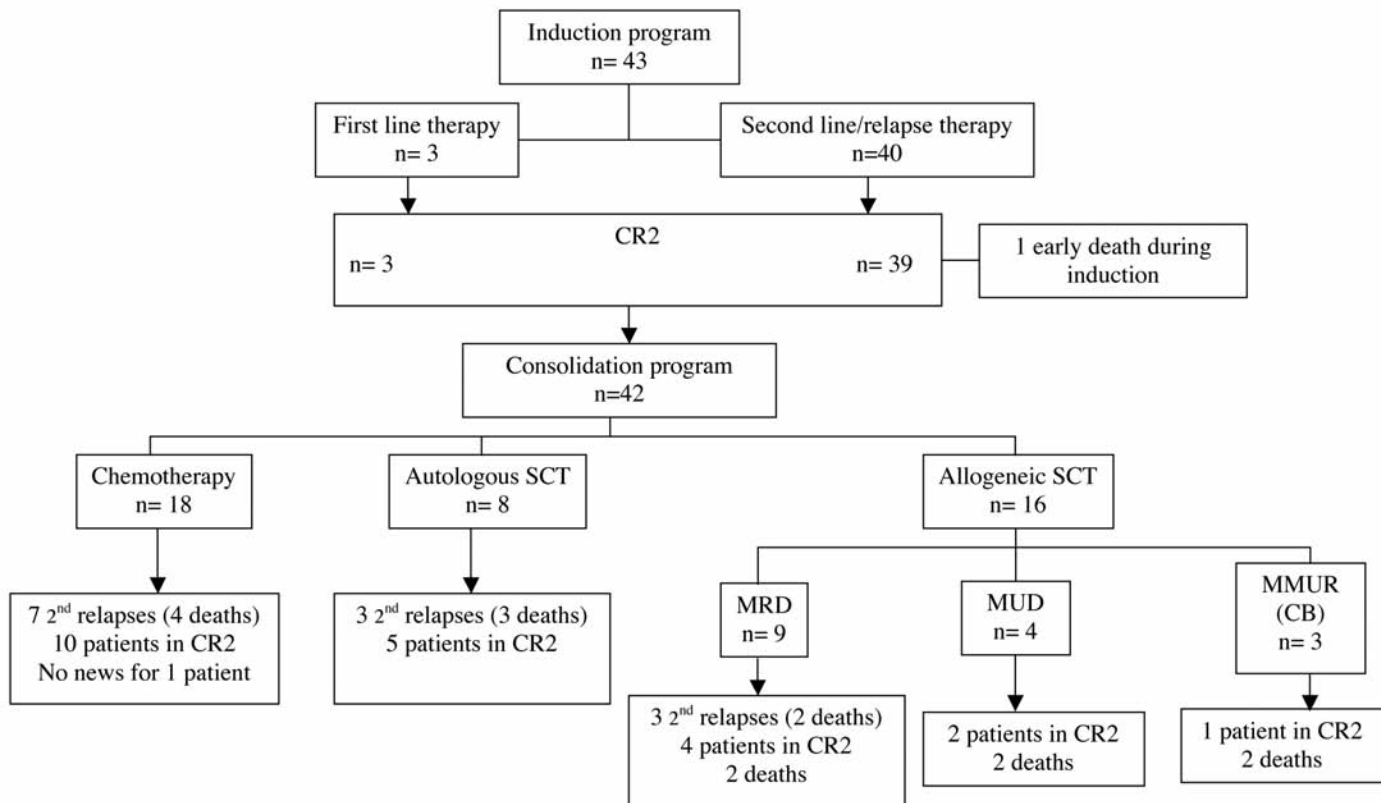 Induction program
n= 43
First line therapy
n= 3
Second line/relapse therapy
n=40
CR2
n= 3
n= 39
1 early death during
induction
Consolidation program
n=42
Chemotherapy
n= 18
Autologous SCT
n= 8
Allogeneic SCT
n= 16
7 2nd relapses (4 deaths)
10 patients in CR2
No news for 1 patient
3 2nd relapses (3 deaths)
5 patients in CR2
MRD
n= 9
MUD
n= 4
MMUR
(CB)
n= 3
3 2nd relapses (2 deaths)
4 patients in CR2
2 deaths
2 patients in CR2
2 deaths
1 patient in CR2
2 deaths